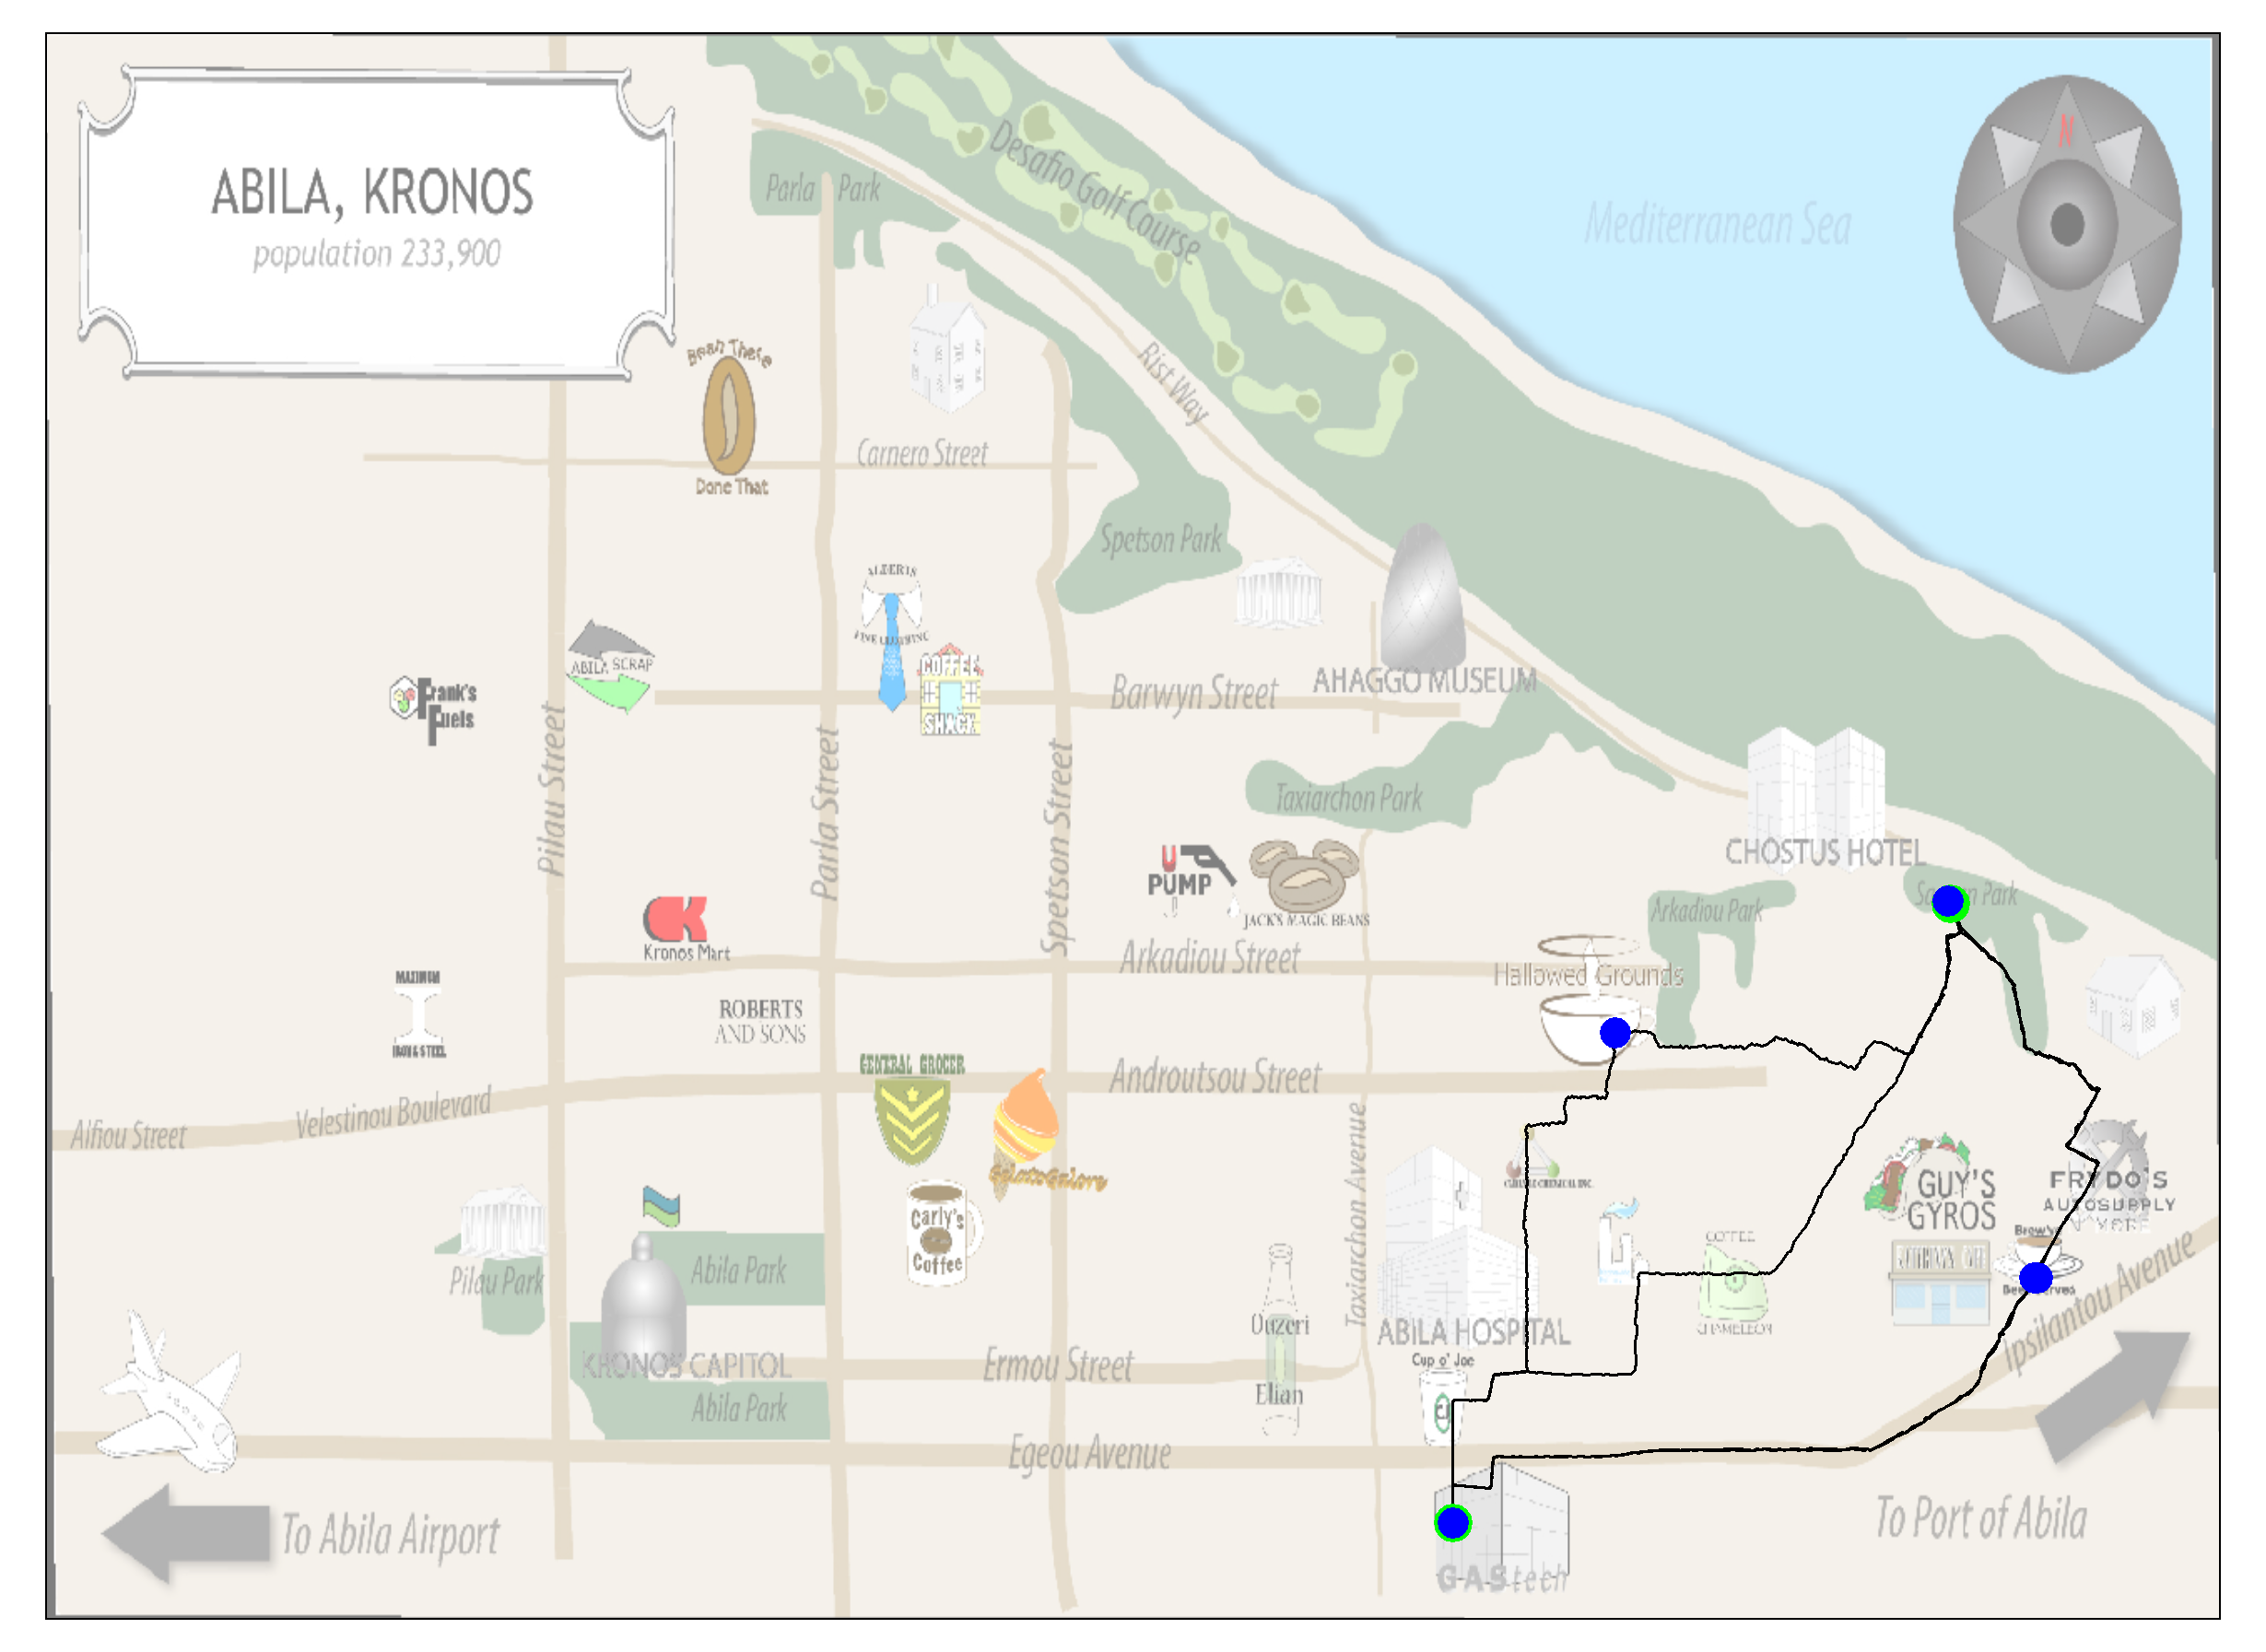 ABILA, KRONOS
population 233,900
N
Mediterranean Sea
Desafio Golf Course
Parla Park
Rist Way
Bean There
Done That
Carnero Street
Spetson Park
ALBERTS
FINE CLOTHING
COFFEE
SHACK
ABILA SCRAP
Frank's
Fuels
Barwyn Street
AHAGGO MUSEUM
Pilau Street
Parla Street
Spetson Street
Taxiarchon Park
CHOSTUS HOTEL
U
PUMP
JACK'S MAGIC BEANS
Kronos Mart
Arkadiou Street
Arkadiou Park
Park
Hallowed Grounds
MAXIMUM
IRON & STEEL
ROBERTS
AND SONS
GENERAL GROCER
Androutsou Street
Alfiou Street
Velestinou Boulevard
GelatoGalore
Taxiarchon Avenue
Carly's
Coffee
GUY'S
GYROS
FRYDO'S
AUTOSUPPLY
N' MORE
COFFEE
CHAMELEON
Pilau Park
Abila Park
Ouzeri
Elian
ABILA HOSPITAL
Cup o' Joe
KRONOS CAPITOL
Ermou Street
Abila Park
Egeou Avenue
Ipsilantou Avenue
To Abila Airport
To Port of Abila
GAStech